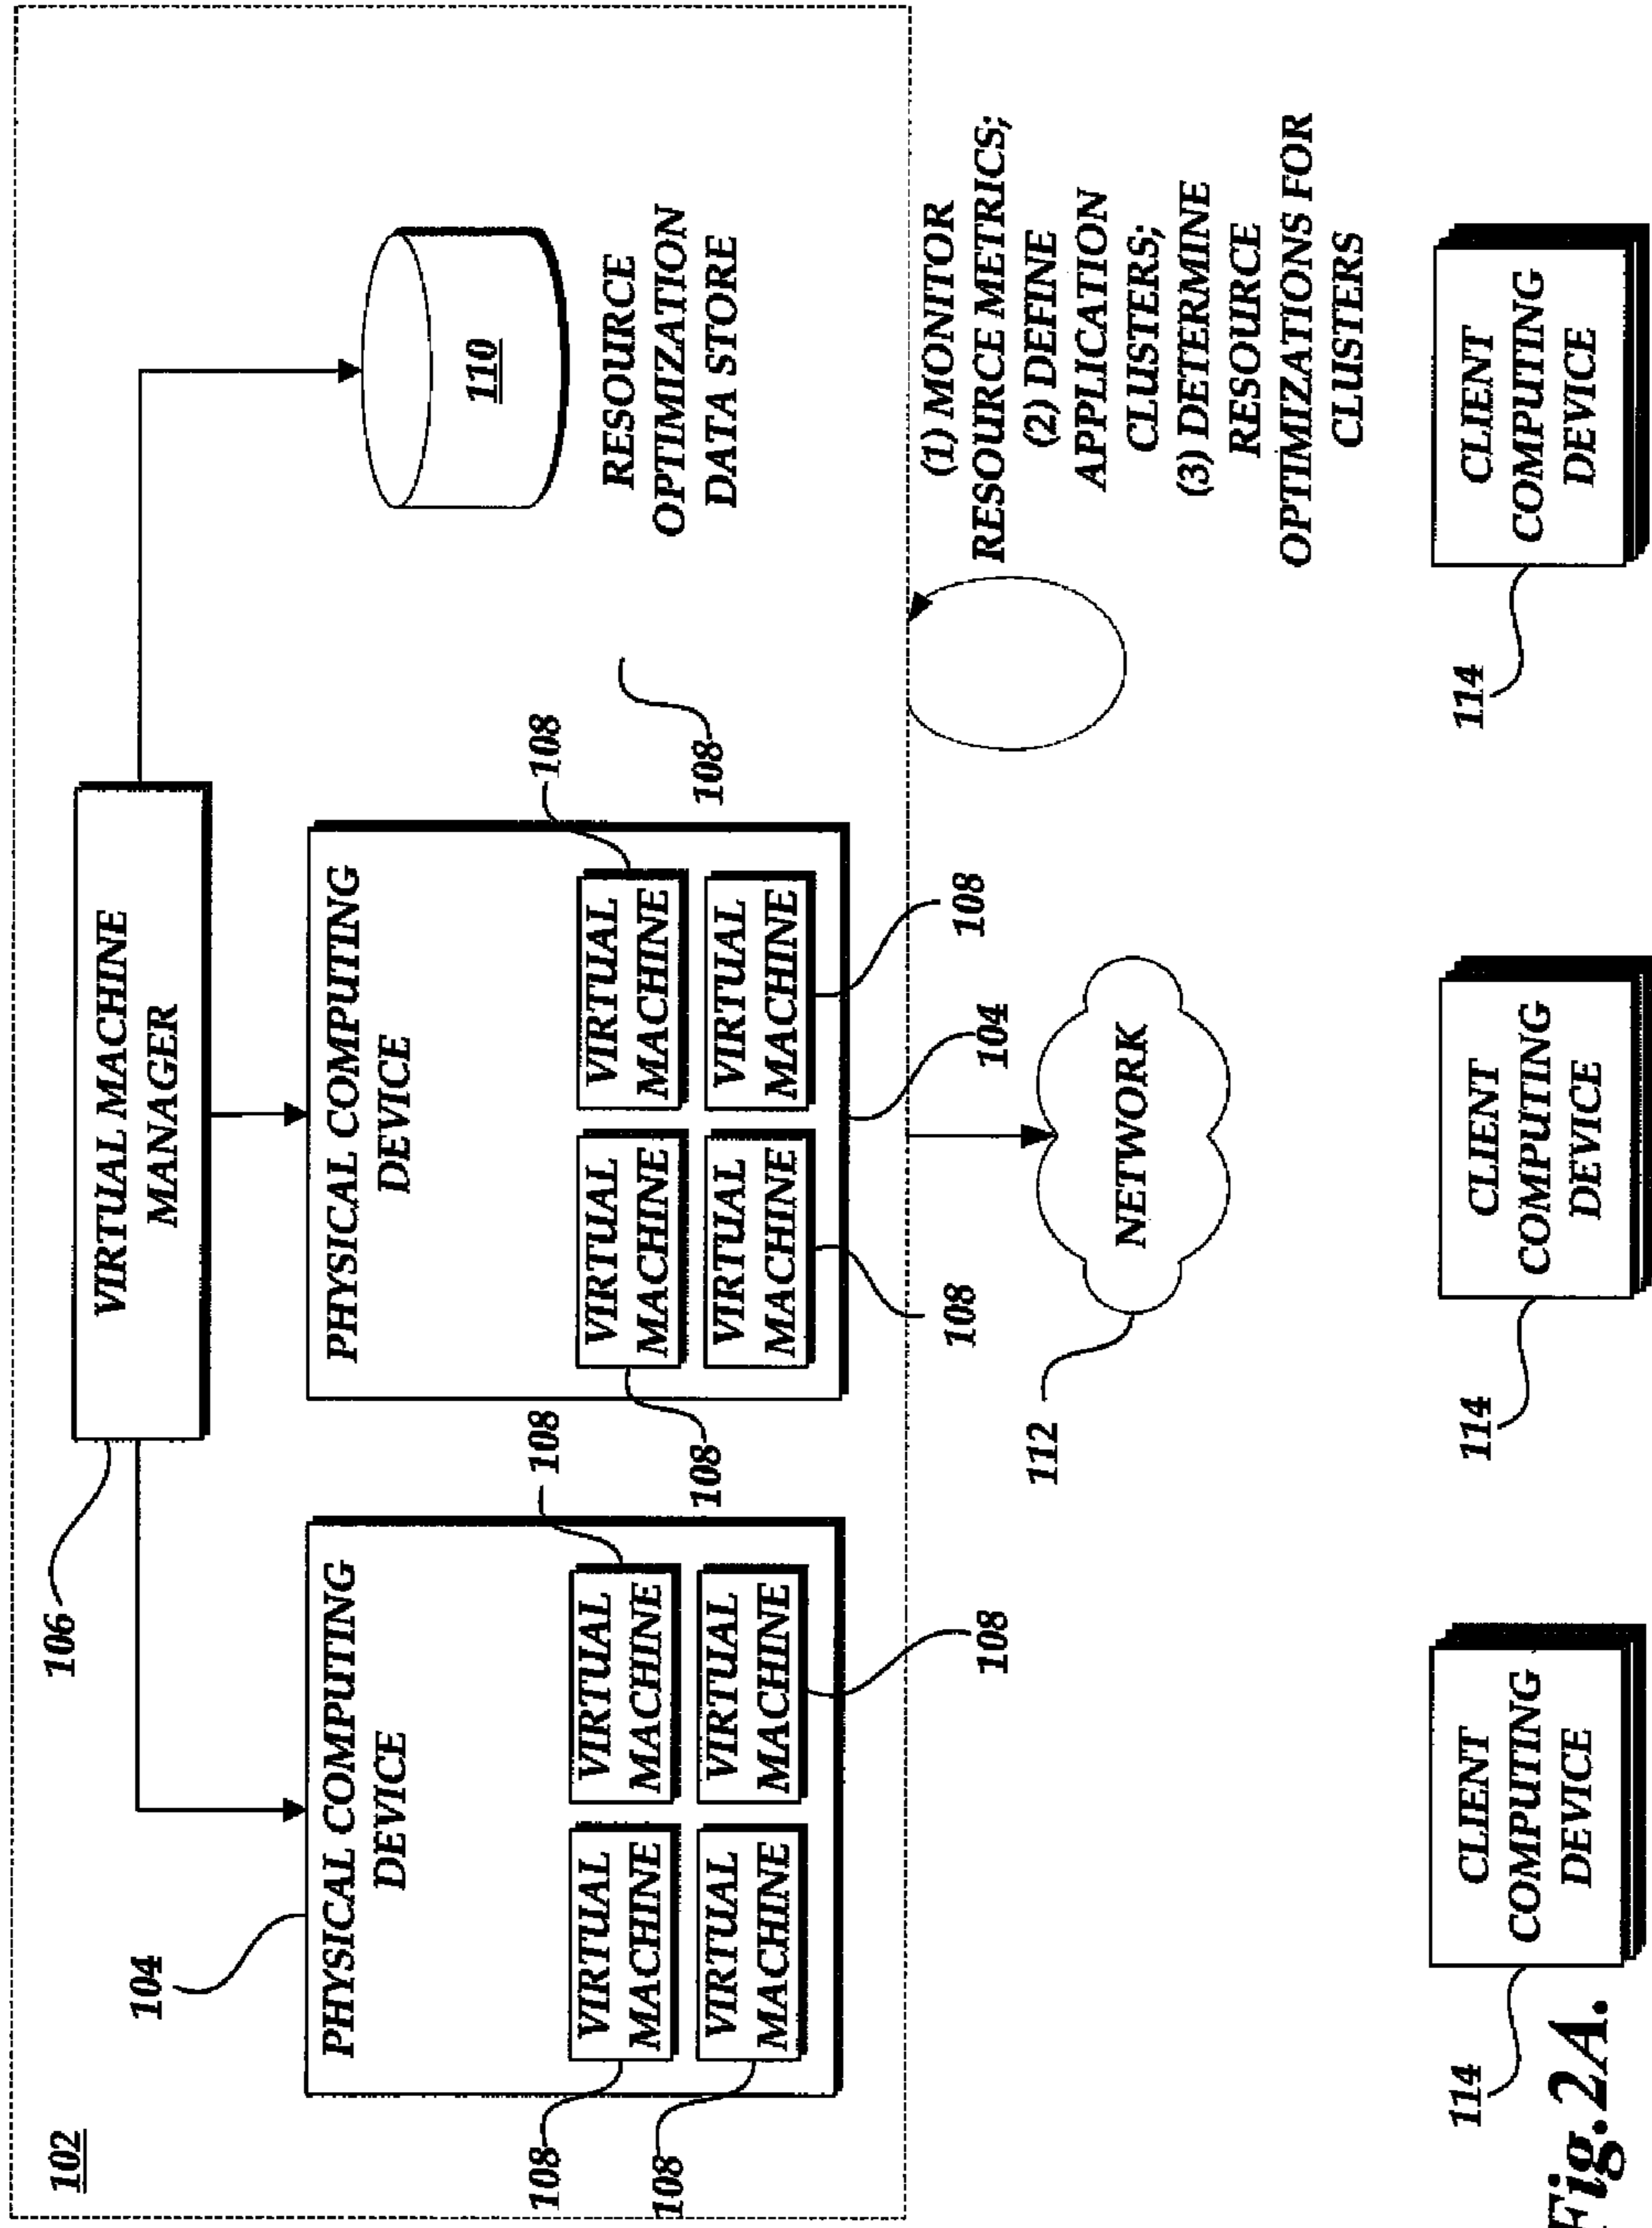 102
106
VIRTUAL MACHINE
MANAGER
104
PHYSICAL COMPUTING
DEVICE
VIRTUAL
MACHINE
VIRTUAL
MACHINE
VIRTUAL
MACHINE
VIRTUAL
MACHINE
108
108
108
108
PHYSICAL COMPUTING
DEVICE
VIRTUAL
MACHINE
VIRTUAL
MACHINE
VIRTUAL
MACHINE
VIRTUAL
MACHINE
108
108
108
108
104
108
110
RESOURCE
OPTIMIZATION
DATA STORE
(1) MONITOR
RESOURCE METRICS;
(2) DEFINE
APPLICATION
CLUSTERS;
(3) DETERMINE
RESOURCE
OPTIMIZATIONS FOR
CLUSTERS
112
NETWORK
114
CLIENT
COMPUTING
DEVICE
114
CLIENT
COMPUTING
DEVICE
114
CLIENT
COMPUTING
DEVICE
Fig.2A.